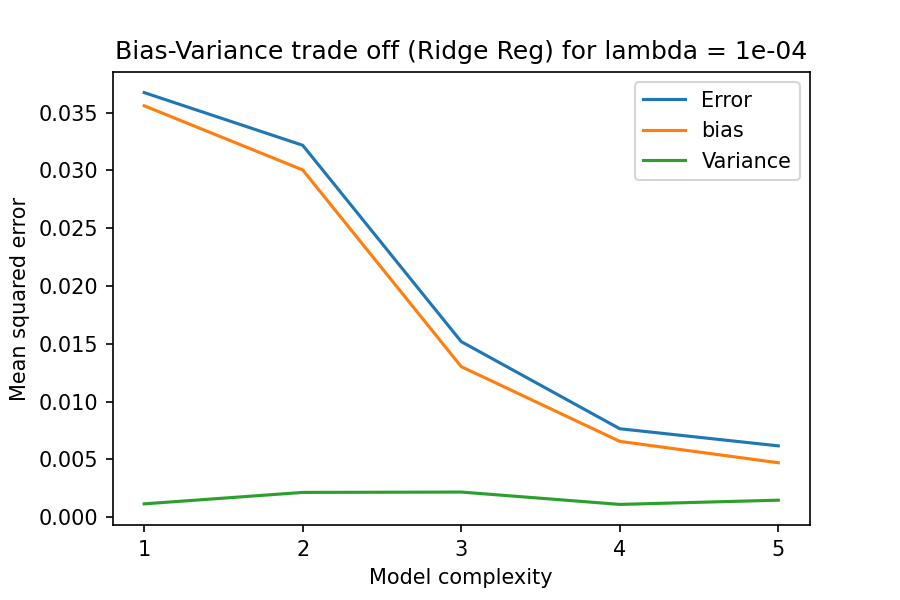 Bias-Variance trade off (Ridge Reg) for lambda = 1e-04
Error
bias
Variance
Mean squared error
0.035
0.030
0.025
0.020
0.015
0.010
0.005
0.000
1 2 3 4 5
Model complexity